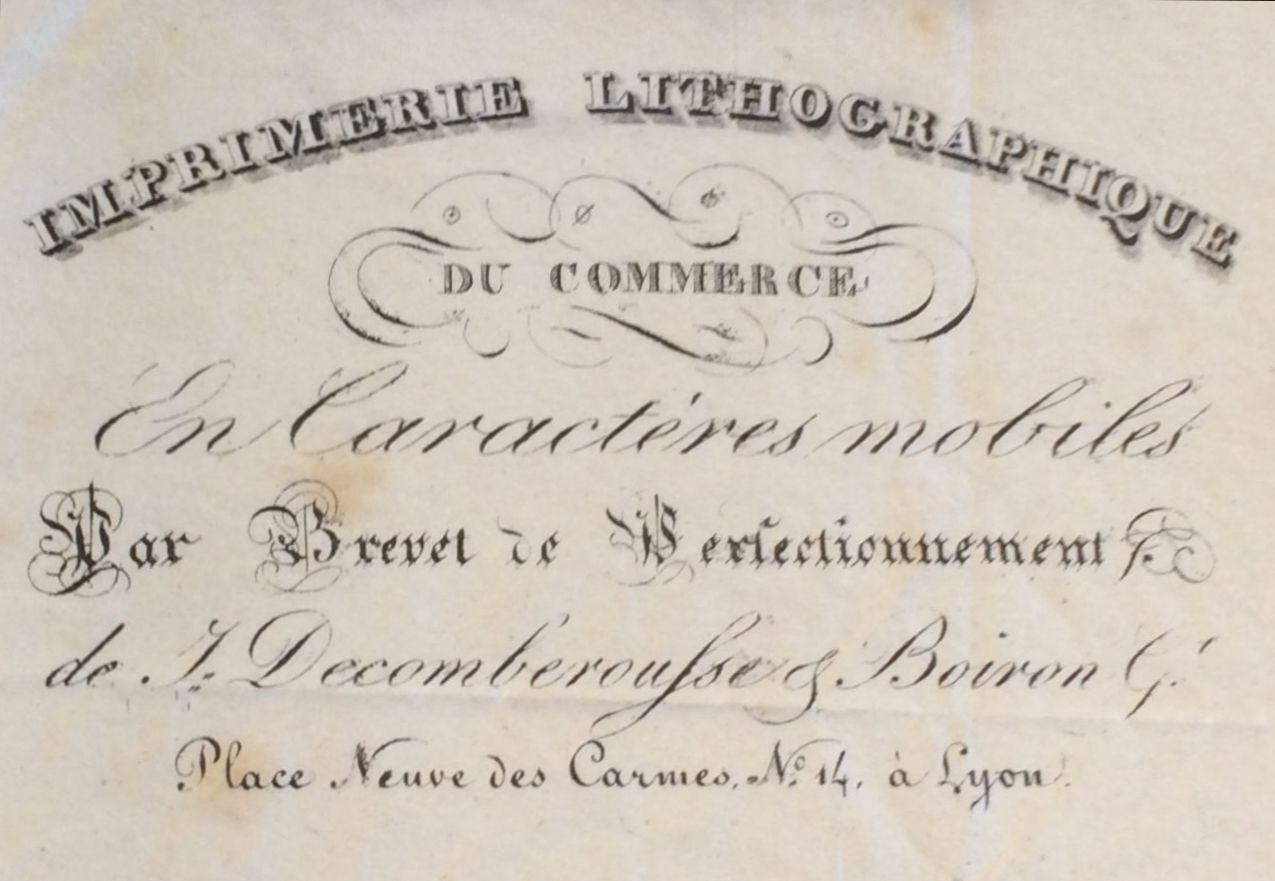 IMPRIMERIE LITHOGRAPHIQUE
DU COMMERCE
En Caractéres mobiles
Par Brevet de Perfectionnement
de J. Decomberousse & Boiron
Place Neuve des Carmes, N.º 14, à Lyon.